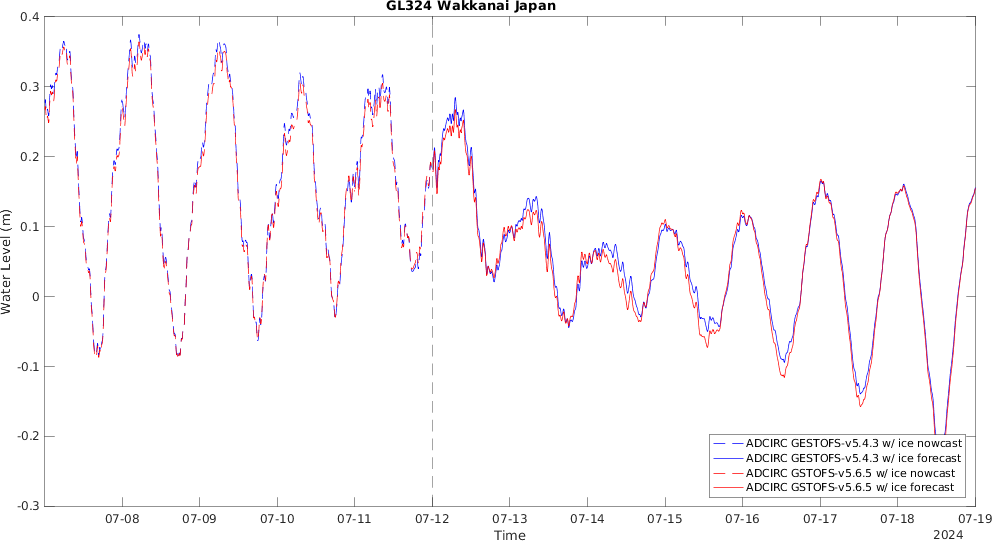 GL324 Wakkanai Japan
0.4
0.3
0.2
0.1
0
-0.1
-0.2
-0.3
Water Level (m)
ADCIRC GESTOFS-v5.4.3 w/ ice nowcast
ADCIRC GESTOFS-v5.4.3 w/ ice forecast
ADCIRC GSTOFS-v5.6.5 w/ ice nowcast
ADCIRC GSTOFS-v5.6.5 w/ ice forecast
07-08 07-09 07-10 07-11 07-12 07-13 07-14 07-15 07-16 07-17 07-18 07-19
Time
2024